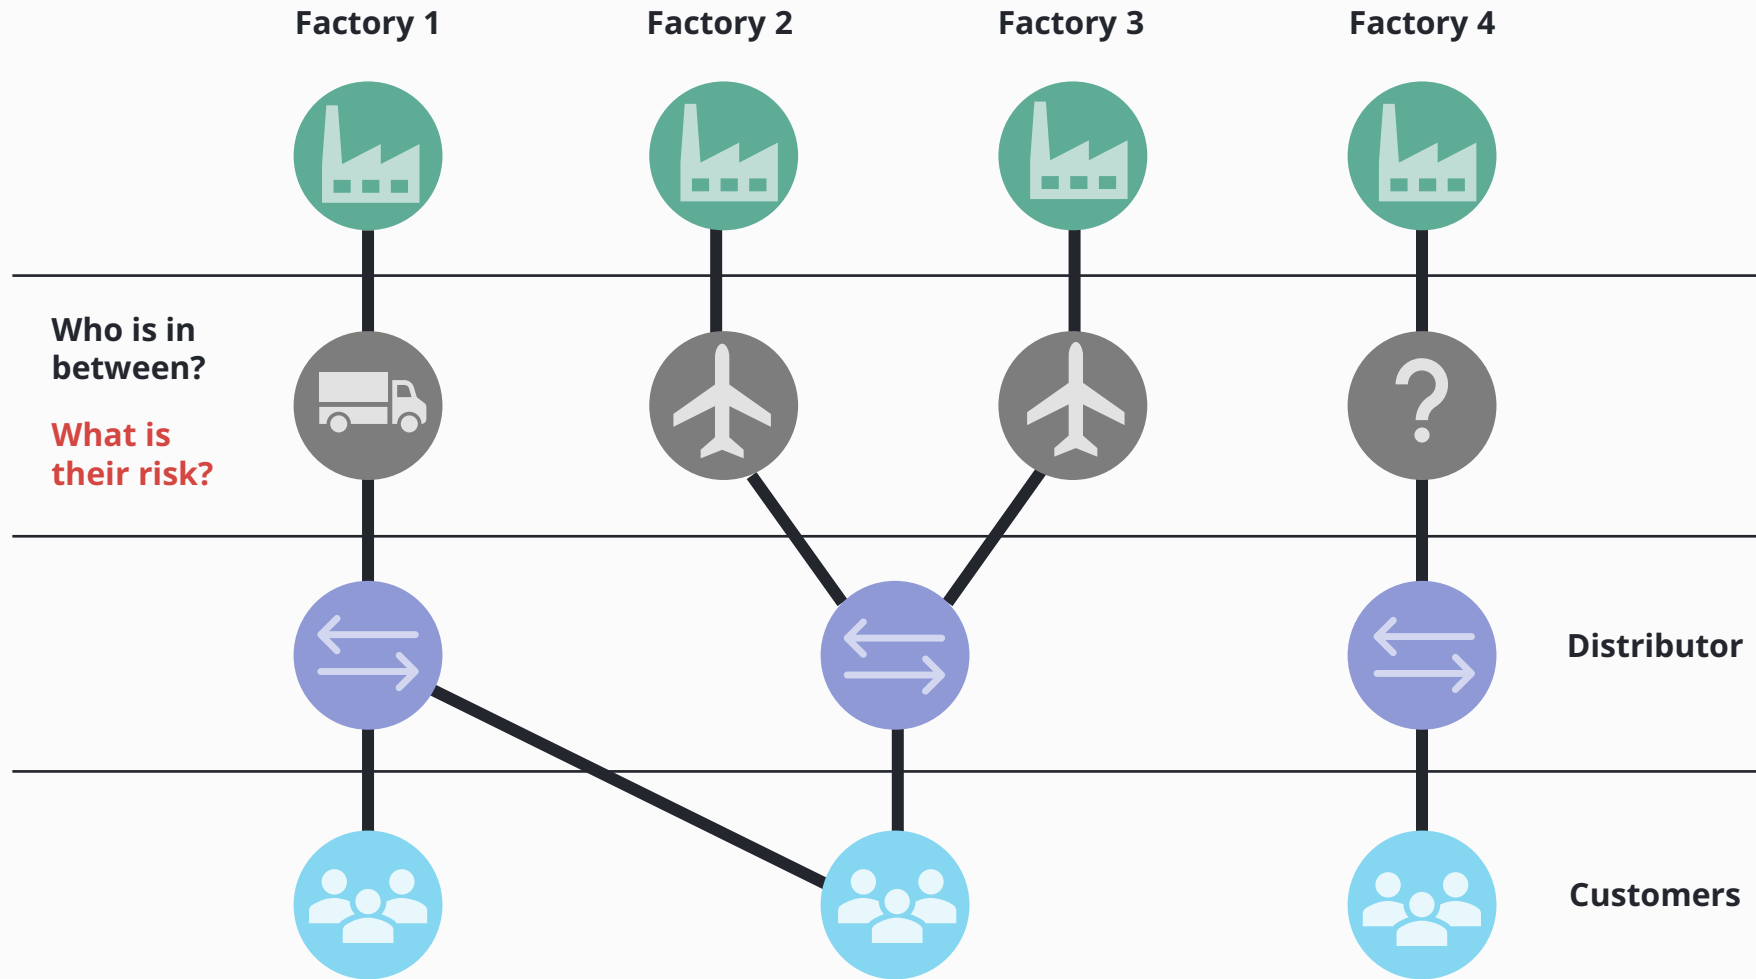 Factory 1
Factory 2
Factory 3
Factory 4
Who is in
between?
What is
their risk?
?
Distributor
Customers